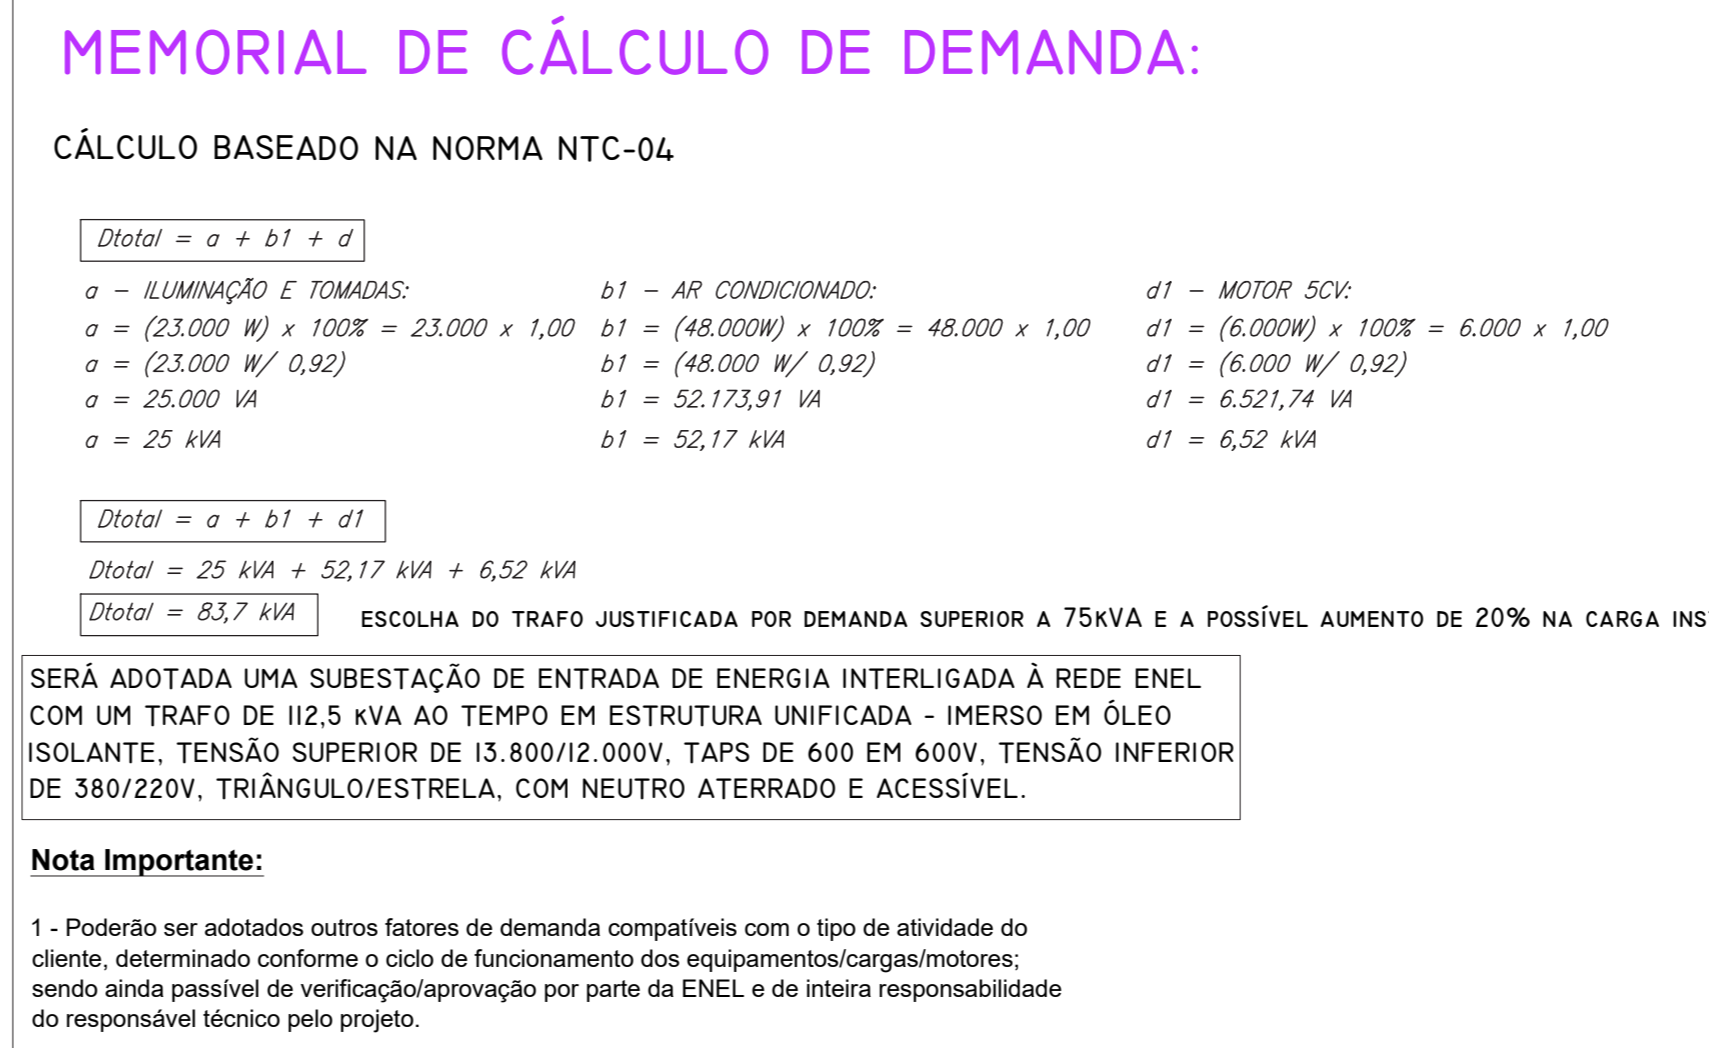 MEMORIAL DE CÁLCULO DE DEMANDA:
CÁLCULO BASEADO NA NORMA NTC-04
Dtotal = a + b1 + d
a – ILUMINAÇÃO E TOMADAS:
a = (23.000 W) x 100% = 23.000 x 1,00
a = (23.000 W/ 0,92)
a = 25.000 VA
a = 25 kVA
b1 – AR CONDICIONADO:
b1 = (48.000W) x 100% = 48.000 x 1,00
b1 = (48.000 W/ 0,92)
b1 = 52.173,91 VA
b1 = 52,17 kVA
d1 – MOTOR 5CV:
d1 = (6.000W) x 100% = 6.000 x 1,00
d1 = (6.000 W/ 0,92)
d1 = 6.521,74 VA
d1 = 6,52 kVA
Dtotal = a + b1 + d1
Dtotal = 25 kVA + 52,17 kVA + 6,52 kVA
Dtotal = 83,7 kVA
ESCOLHA DO TRAFO JUSTIFICADA POR DEMANDA SUPERIOR A 75KVA E A POSSÍVEL AUMENTO DE 20% NA CARGA
SERÁ ADOTADA UMA SUBESTAÇÃO DE ENTRADA DE ENERGIA INTERLIGADA À REDE ENEL
COM UM TRAFO DE 112,5 KVA AO TEMPO EM ESTRUTURA UNIFICADA - IMERSO EM ÓLEO
ISOLANTE, TENSÃO SUPERIOR DE 13.800/12.000V, TAPS DE 600 EM 600V, TENSÃO INFERIOR
DE 380/220V, TRIÂNGULO/ESTRELA, COM NEUTRO ATERRADO E ACESSÍVEL.
Nota Importante:
1 - Poderão ser adotados outros fatores de demanda compatíveis com o tipo de atividade do
cliente, determinado conforme o ciclo de funcionamento dos equipamentos/cargas/motores;
sendo ainda passível de verificação/aprovação por parte da ENEL e de inteira responsabilidade
do responsável técnico pelo projeto.